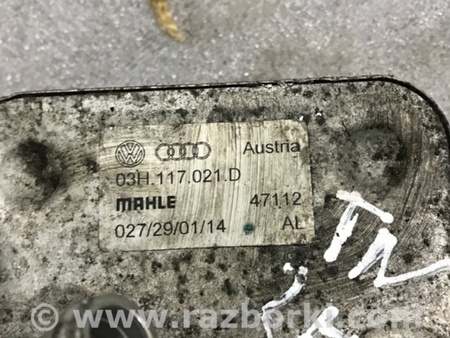 Austria
03H.117.021.D
MAHLE 47112
027/29/01/14 AL
www.razborka.com